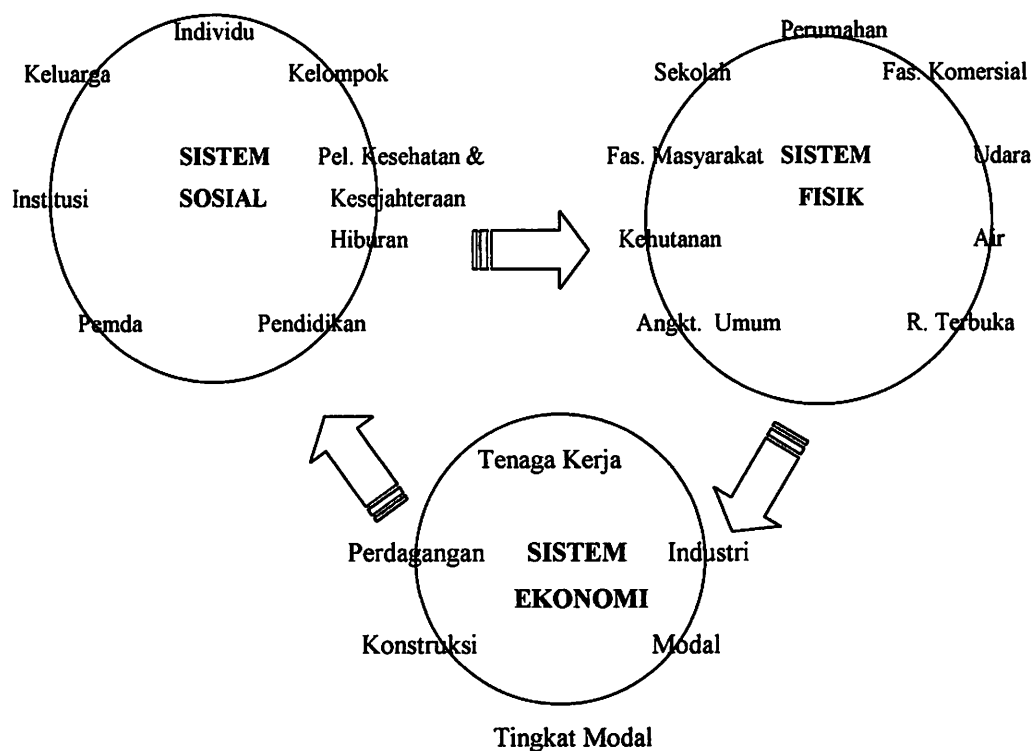 Individu
Keluarga
Kelompok
SISTEM
SOSIAL
Pel. Kesehatan &
Kesejahteraan
Hiburan
Institusi
Pemda
Pendidikan
Perumahan
Sekolah
Fas. Komersial
Fas. Masyarakat
SISTEM
FISIK
Udara
Kehutanan
Air
Angkt. Umum
R. Terbuka
Tenaga Kerja
Perdagangan
SISTEM
EKONOMI
Industri
Konstruksi
Modal
Tingkat Modal